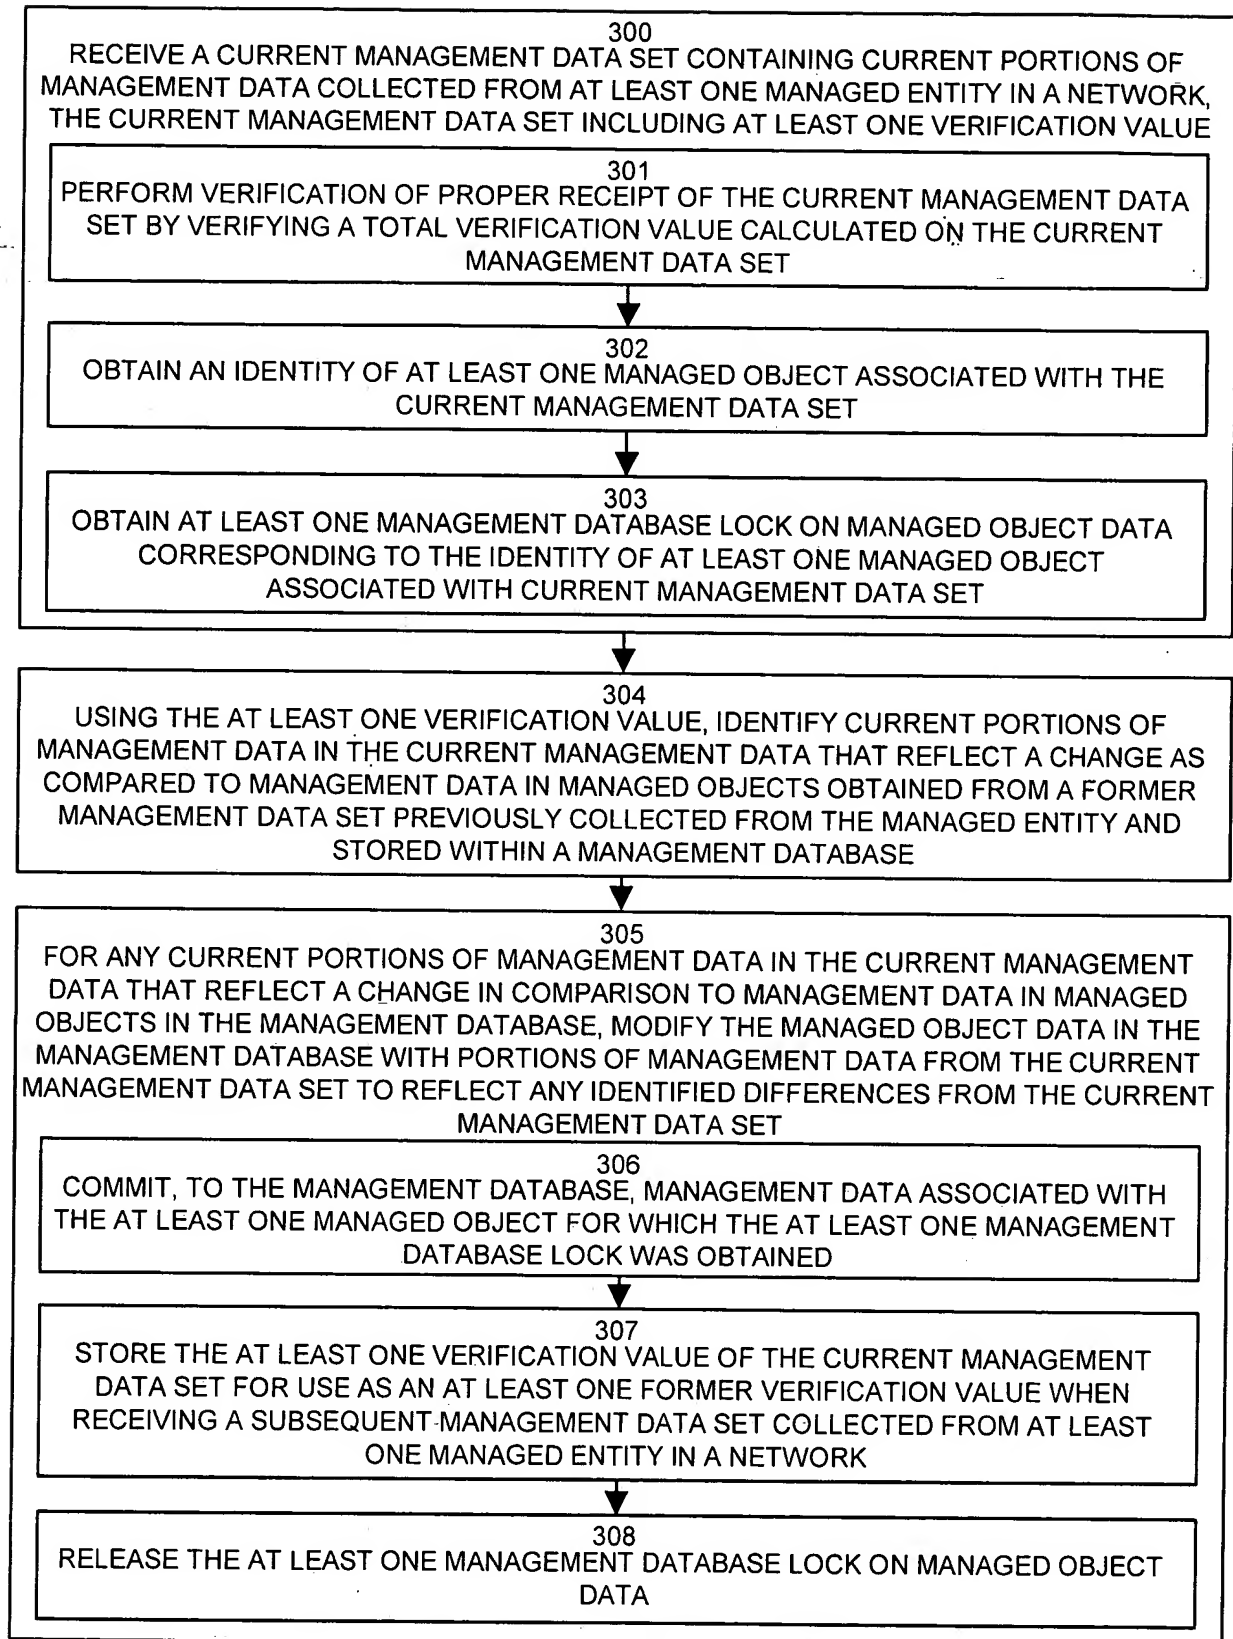 300
RECEIVE A CURRENT MANAGEMENT DATA SET CONTAINING CURRENT PORTIONS OF
MANAGEMENT DATA COLLECTED FROM AT LEAST ONE MANAGED ENTITY IN A NETWORK,
THE CURRENT MANAGEMENT DATA SET INCLUDING AT LEAST ONE VERIFICATION VALUE
301
PERFORM VERIFICATION OF PROPER RECEIPT OF THE CURRENT MANAGEMENT DATA
SET BY VERIFYING A TOTAL VERIFICATION VALUE CALCULATED ON THE CURRENT
MANAGEMENT DATA SET
302
OBTAIN AN IDENTITY OF AT LEAST ONE MANAGED OBJECT ASSOCIATED WITH THE
CURRENT MANAGEMENT DATA SET
303
OBTAIN AT LEAST ONE MANAGEMENT DATABASE LOCK ON MANAGED OBJECT DATA
CORRESPONDING TO THE IDENTITY OF AT LEAST ONE MANAGED OBJECT
ASSOCIATED WITH CURRENT MANAGEMENT DATA SET
304
USING THE AT LEAST ONE VERIFICATION VALUE, IDENTIFY CURRENT PORTIONS OF
MANAGEMENT DATA IN THE CURRENT MANAGEMENT DATA THAT REFLECT A CHANGE AS
COMPARED TO MANAGEMENT DATA IN MANAGED OBJECTS OBTAINED FROM A FORMER
MANAGEMENT DATA SET PREVIOUSLY COLLECTED FROM THE MANAGED ENTITY AND
STORED WITHIN A MANAGEMENT DATABASE
305
FOR ANY CURRENT PORTIONS OF MANAGEMENT DATA IN THE CURRENT MANAGEMENT
DATA THAT REFLECT A CHANGE IN COMPARISON TO MANAGEMENT DATA IN MANAGED
OBJECTS IN THE MANAGEMENT DATABASE, MODIFY THE MANAGED OBJECT DATA IN THE
MANAGEMENT DATABASE WITH PORTIONS OF MANAGEMENT DATA FROM THE CURRENT
MANAGEMENT DATA SET TO REFLECT ANY IDENTIFIED DIFFERENCES FROM THE CURRENT
MANAGEMENT DATA SET
306
COMMIT, TO THE MANAGEMENT DATABASE, MANAGEMENT DATA ASSOCIATED WITH
THE AT LEAST ONE MANAGED OBJECT FOR WHICH THE AT LEAST ONE MANAGEMENT
DATABASE LOCK WAS OBTAINED
307
STORE THE AT LEAST ONE VERIFICATION VALUE OF THE CURRENT MANAGEMENT
DATA SET FOR USE AS AN AT LEAST ONE FORMER VERIFICATION VALUE WHEN
RECEIVING A SUBSEQUENT MANAGEMENT DATA SET COLLECTED FROM AT LEAST
ONE MANAGED ENTITY IN A NETWORK
308
RELEASE THE AT LEAST ONE MANAGEMENT DATABASE LOCK ON MANAGED OBJECT
DATA